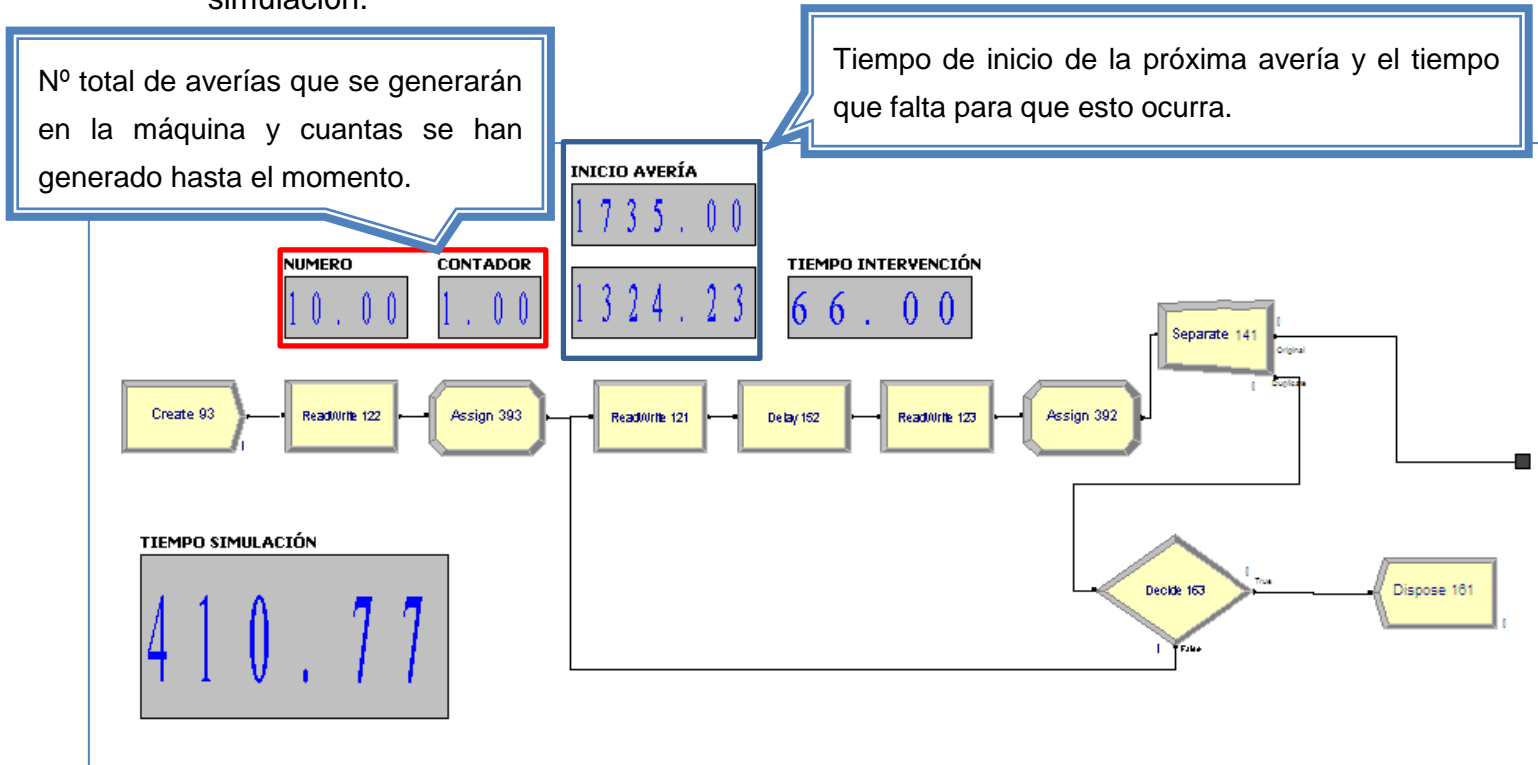 simulación.
Nº total de averías que se generarán
en la máquina y cuantas se han
generado hasta el momento.
Tiempo de inicio de la próxima avería y el tiempo
que falta para que esto ocurra.
INICIO AVERÍA
1735.00
1324.23
NUMERO
10.00
CONTADOR
1.00
TIEMPO INTERVENCIÓN
66.00
Create 93
ReadWrite 122
Assign 393
ReadWrite 121
Delay 152
ReadWrite 123
Assign 392
Separate 141
Original
Duplicate
TIEMPO SIMULACIÓN
410.77
Decide 163
True
False
Dispose 161